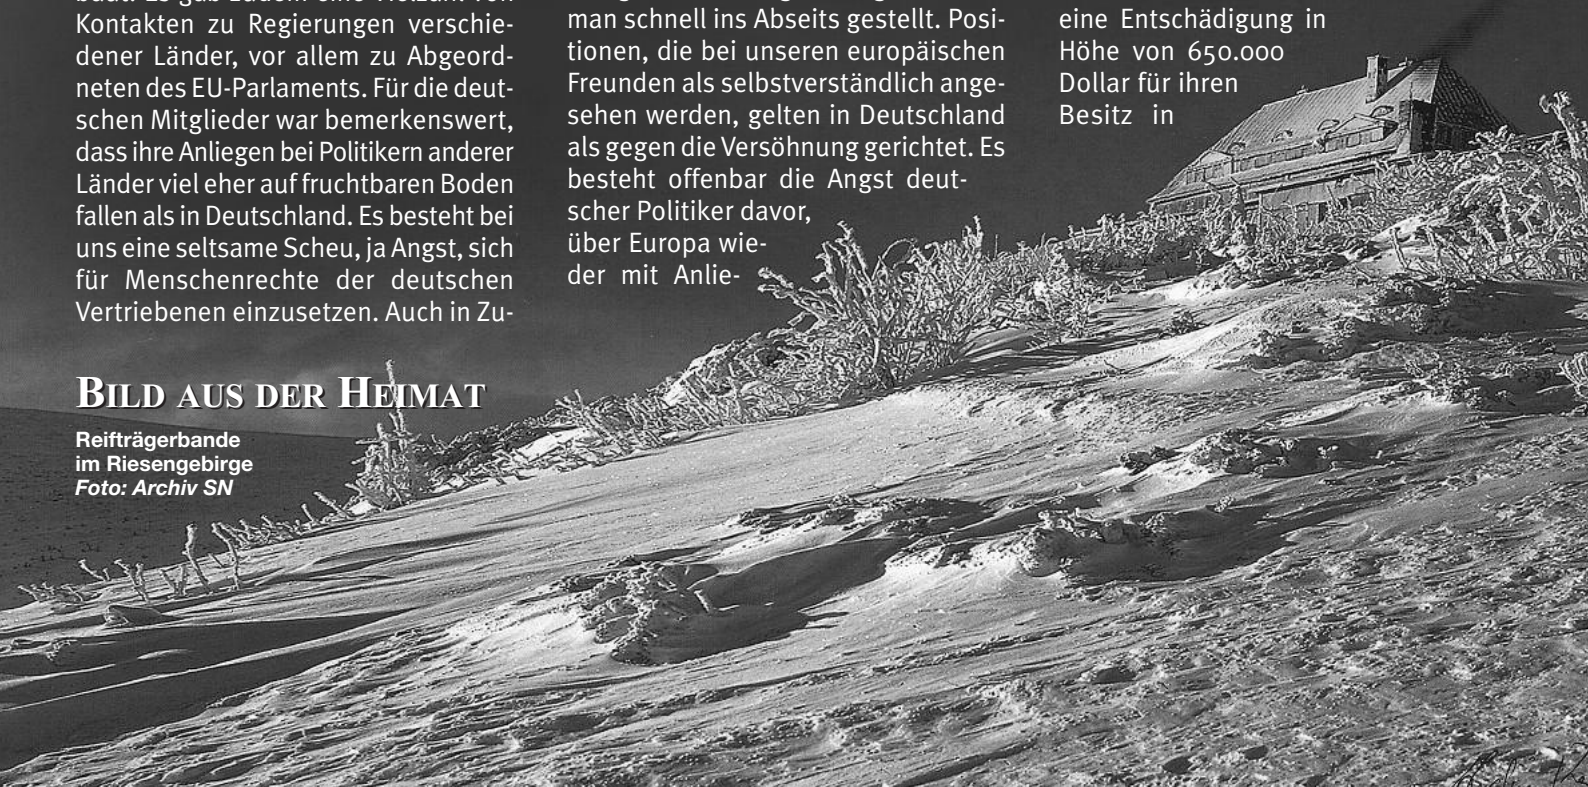 Kontakten zu Regierungen verschie-
dener Länder, vor allem zu Abgeord-
neten des EU-Parlaments. Für die deut-
schen Mitglieder war bemerkenswert,
dass ihre Anliegen bei Politikern anderer
Länder viel eher auf fruchtbaren Boden
fallen als in Deutschland. Es besteht bei
uns eine seltsame Scheu, ja Angst, sich
für Menschenrechte der deutschen
Vertriebenen einzusetzen. Auch in Zu-
man schnell ins Abseits gestellt. Posi-
tionen, die bei unseren europäischen
Freunden als selbstverständlich ange-
sehen werden, gelten in Deutschland
als gegen die Versöhnung gerichtet. Es
besteht offenbar die Angst deut-
scher Politiker davor,
über Europa wie-
der mit Anlie-
eine Entschädigung in
Höhe von 650.000
Dollar für ihren
Besitz in
BILD AUS DER HEIMAT
Reifträgerbande
im Riesengebirge
Foto: Archiv SN